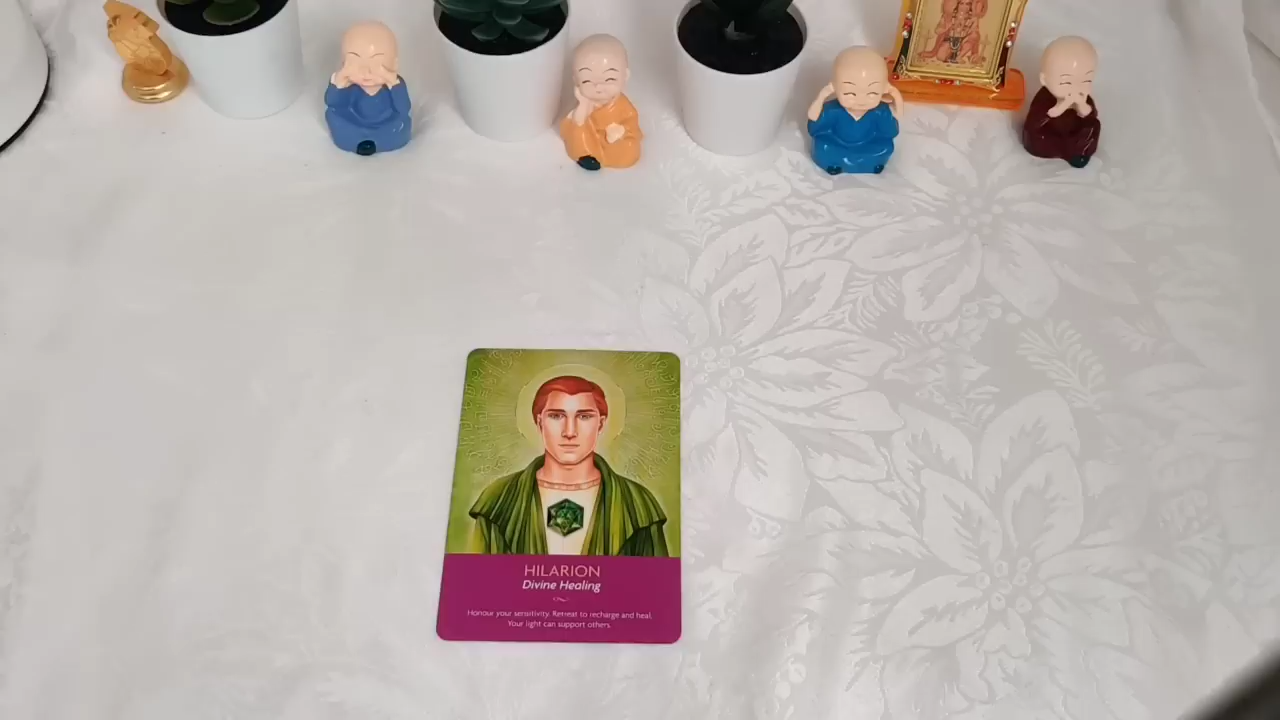 HILARION
Divine Healing
Honour your sensitivity. Retreat to recharge and heal.
Your light can support others.